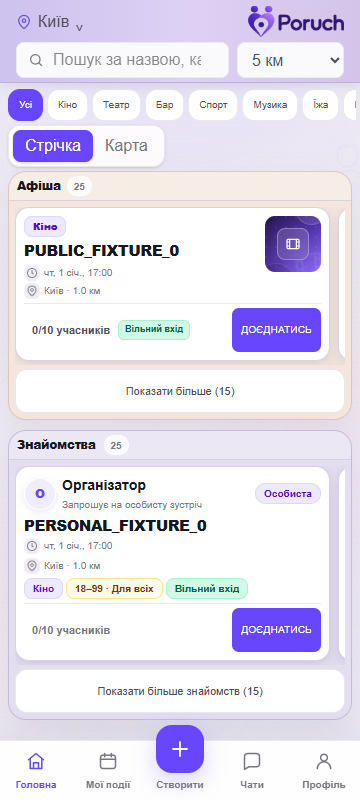 Київ
Poruch
Пошук за назвою, ка
5 км
Усі
Кіно
Театр
Бар
Спорт
Музика
Їжа
Стрічка
Карта
Афіша 25
Кіно
PUBLIC_FIXTURE_0
чт, 1 січ., 17:00
Київ · 1.0 км
0/10 учасників
Вільний вхід
ДОЄДНАТИСЬ
Показати більше (15)
Знайомства 25
О
Організатор
Запрошує на особисту зустріч
Особиста
PERSONAL_FIXTURE_0
чт, 1 січ., 17:00
Київ · 1.0 км
Кіно
18–99 · Для всіх
Вільний вхід
0/10 учасників
ДОЄДНАТИСЬ
Показати більше знайомств (15)
Головна
Мої події
Створити
Чати
Профіль